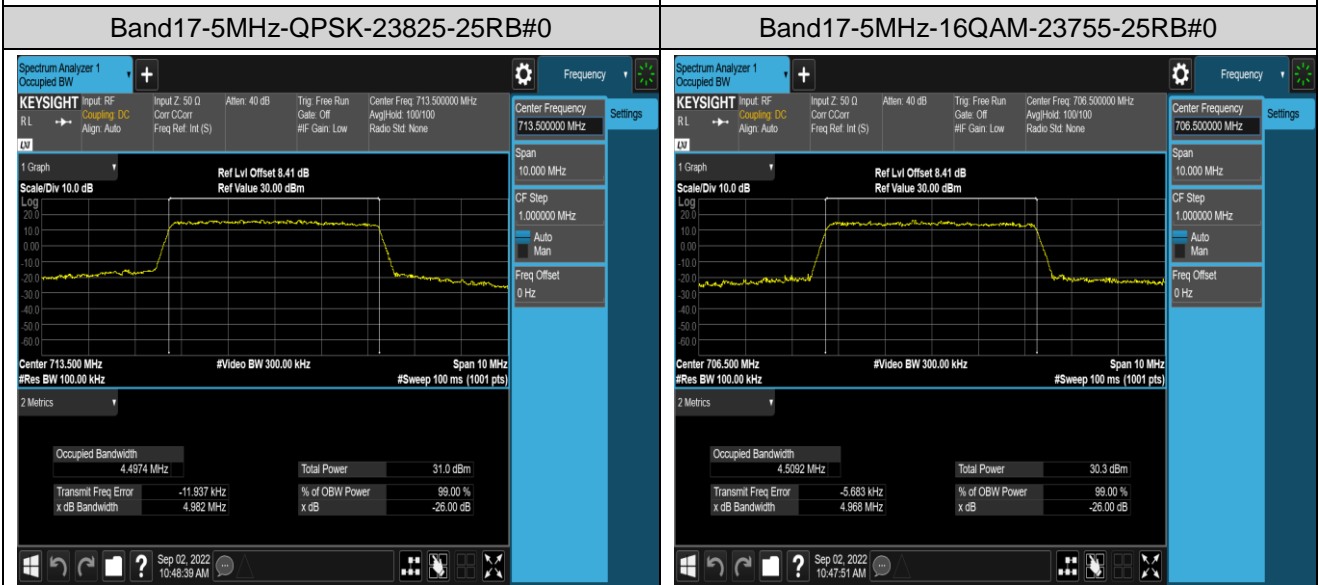 Band17-5MHz-QPSK-23825-25RB#0
Spectrum Analyzer 1
Occupied BW
+
Frequency
KEYSIGHT
RL
LXI
Input: RF
Coupling: DC
Align: Auto
Input Z: 50 Ω
Corr CCorr
Freq Ref: Int (S)
Atten: 40 dB
Trig: Free Run
Gate: Off
#IF Gain: Low
Center Freq: 713.500000 MHz
Avg|Hold: 100/100
Radio Std: None
Center Frequency
713.500000 MHz
Settings
Span
10.000 MHz
CF Step
1.000000 MHz
Auto
Man
Freq Offset
0 Hz
1 Graph
Scale/Div 10.0 dB
Ref Lvl Offset 8.41 dB
Ref Value 30.00 dBm
Log
20.0
10.0
0.00
-10.0
-20.0
-30.0
-40.0
-50.0
-60.0
Center 713.500 MHz
#Video BW 300.00 kHz
Span 10 MHz
#Res BW 100.00 kHz
#Sweep 100 ms (1001 pts)
2 Metrics
Occupied Bandwidth
4.4974 MHz
Total Power 31.0 dBm
Transmit Freq Error -11.937 kHz
% of OBW Power 99.00 %
x dB Bandwidth 4.982 MHz
x dB -26.00 dB
?
Sep 02, 2022
10:48:39 AM
Band17-5MHz-16QAM-23755-25RB#0
Spectrum Analyzer 1
Occupied BW
+
Frequency
KEYSIGHT
RL
LXI
Input: RF
Coupling: DC
Align: Auto
Input Z: 50 Ω
Corr CCorr
Freq Ref: Int (S)
Atten: 40 dB
Trig: Free Run
Gate: Off
#IF Gain: Low
Center Freq: 706.500000 MHz
Avg|Hold: 100/100
Radio Std: None
Center Frequency
706.500000 MHz
Settings
Span
10.000 MHz
CF Step
1.000000 MHz
Auto
Man
Freq Offset
0 Hz
1 Graph
Scale/Div 10.0 dB
Ref Lvl Offset 8.41 dB
Ref Value 30.00 dBm
Log
20.0
10.0
0.00
-10.0
-20.0
-30.0
-40.0
-50.0
-60.0
Center 706.500 MHz
#Video BW 300.00 kHz
Span 10 MHz
#Res BW 100.00 kHz
#Sweep 100 ms (1001 pts)
2 Metrics
Occupied Bandwidth
4.5092 MHz
Total Power 30.3 dBm
Transmit Freq Error -5.683 kHz
% of OBW Power 99.00 %
x dB Bandwidth 4.968 MHz
x dB -26.00 dB
?
Sep 02, 2022
10:47:51 AM